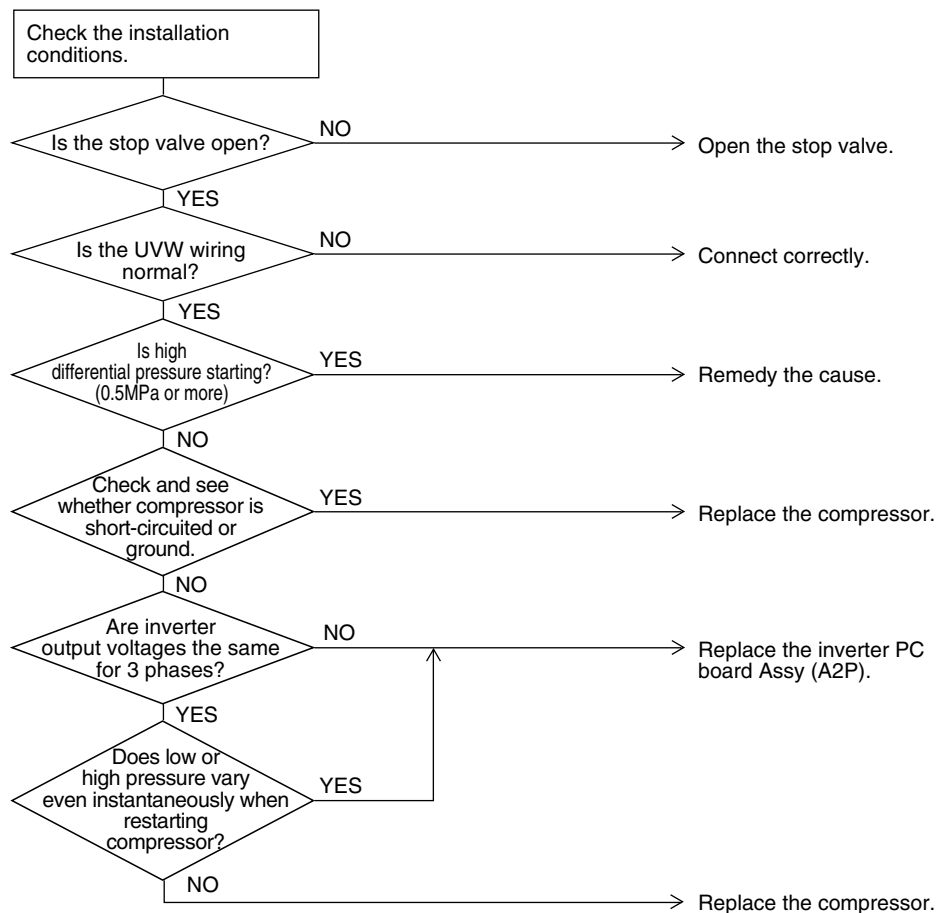 Check the installation
conditions.
Is the stop valve open?
NO
Open the stop valve.
YES
Is the UVW wiring
normal?
NO
Connect correctly.
YES
Is high
differential pressure starting?
(0.5MPa or more)
YES
Remedy the cause.
NO
Check and see
whether compressor is
short-circuited or
ground.
YES
Replace the compressor.
NO
Are inverter
output voltages the same
for 3 phases?
NO
Replace the inverter PC
board Assy (A2P).
YES
Does low or
high pressure vary
even instantaneously when
restarting
compressor?
YES
NO
Replace the compressor.